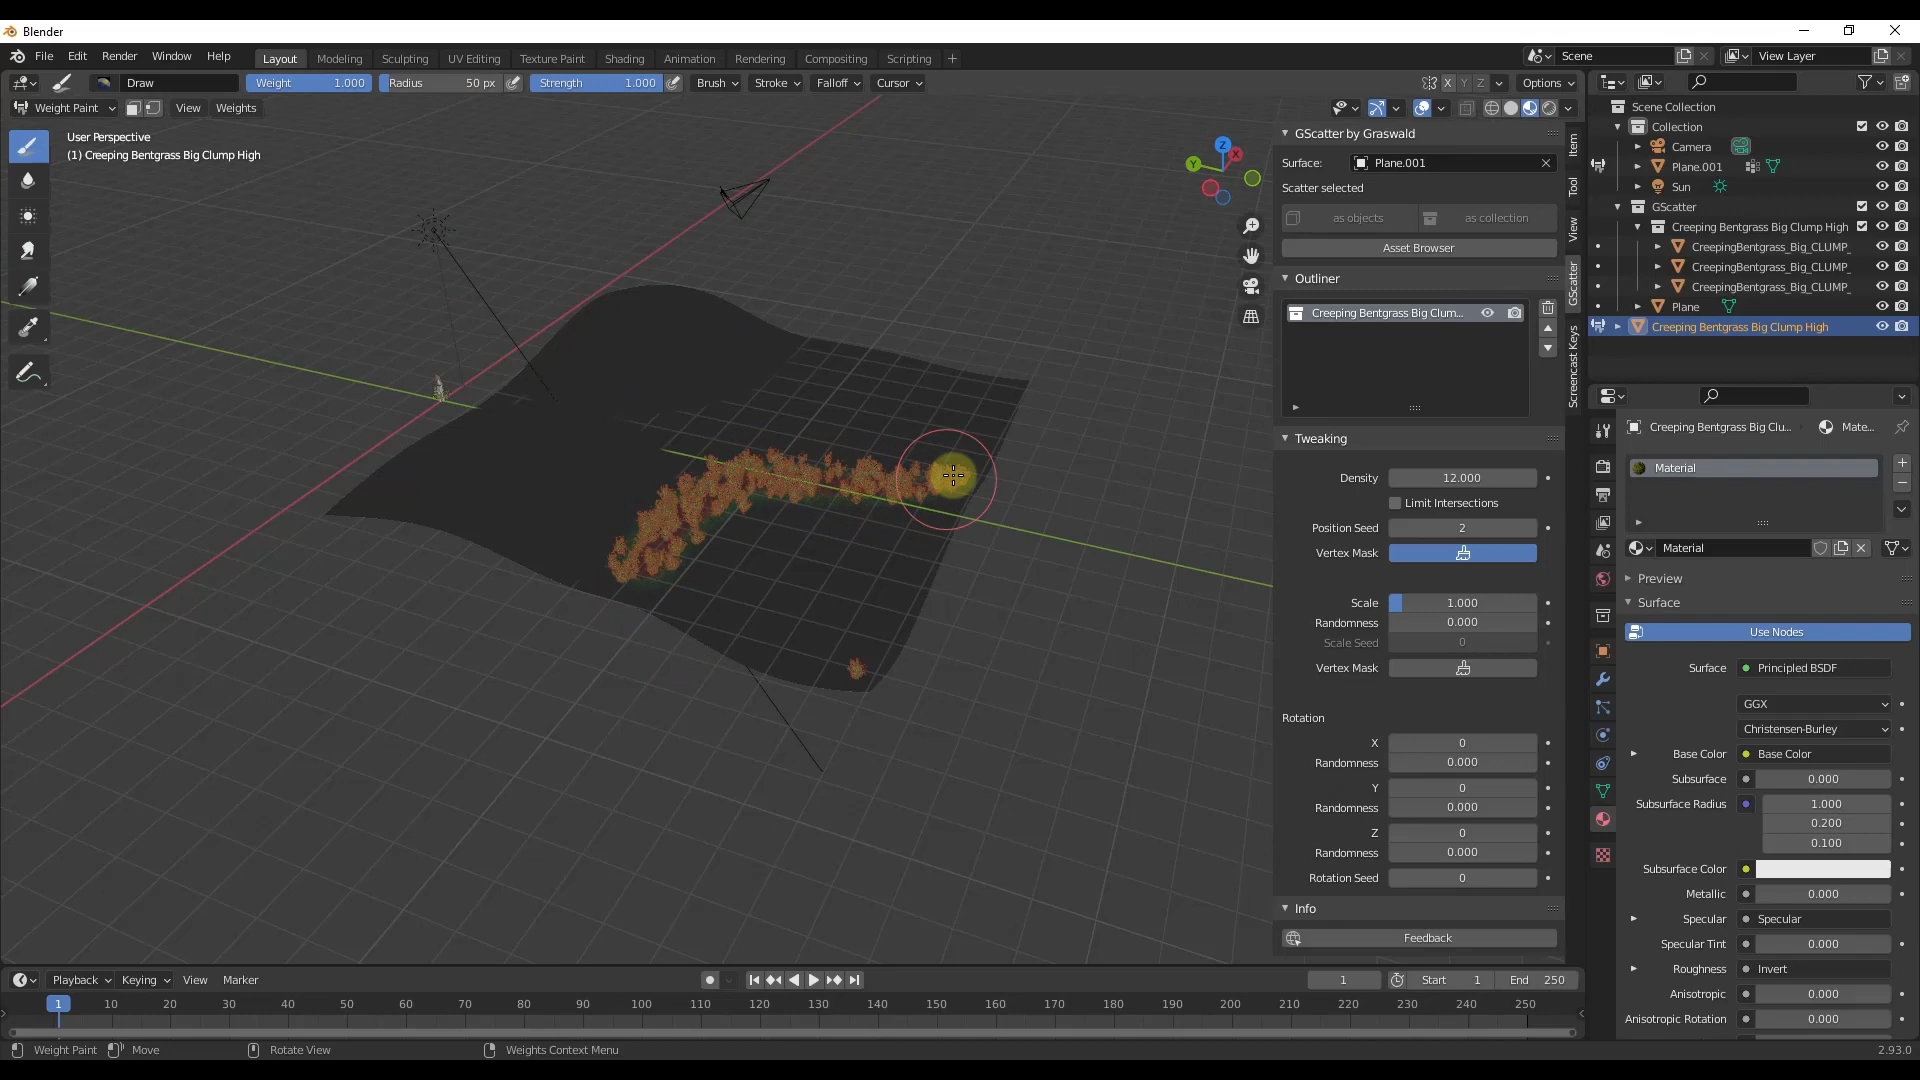 Blender
File Edit Render Window Help Layout Modeling Sculpting UV Editing Texture Paint Shading Animation Rendering Compositing Scripting + Scene View Layer
Draw Weight 1.000 Radius 50 px Strength 1.000 Brush Stroke Falloff Cursor X Y Z Options
Weight Paint View Weights
User Perspective
(1) Creeping Bentgrass Big Clump High
Z
X
Y
GScatter by Graswald
Surface: Plane.001
Scatter selected
as objects as collection
Asset Browser
Outliner
Creeping Bentgrass Big Clum...
Tweaking
Density 12.000
Limit Intersections
Position Seed 2
Vertex Mask
Scale 1.000
Randomness 0.000
Scale Seed 0
Vertex Mask
Rotation
X 0
Randomness 0.000
Y 0
Randomness 0.000
Z 0
Randomness 0.000
Rotation Seed 0
Info
Feedback
Item
Tool
View
GScatter
Screencast Keys
Scene Collection
Collection
Camera
Plane.001
Sun
GScatter
Creeping Bentgrass Big Clump High
CreepingBentgrass_Big_CLUMP_
CreepingBentgrass_Big_CLUMP_
CreepingBentgrass_Big_CLUMP_
Plane
Creeping Bentgrass Big Clump High
Creeping Bentgrass Big Clu... Mate...
Material
Material
Preview
Surface
Use Nodes
Surface Principled BSDF
GGX
Christensen-Burley
Base Color Base Color
Subsurface 0.000
Subsurface Radius 1.000
0.200
0.100
Subsurface Color
Metallic 0.000
Specular Specular
Specular Tint 0.000
Roughness Invert
Anisotropic 0.000
Anisotropic Rotation 0.000
Playback Keying View Marker 1 Start 1 End 250
1 10 20 30 40 50 60 70 80 90 100 110 120 130 140 150 160 170 180 190 200 210 220 230 240 250
Weight Paint Move Rotate View Weights Context Menu 2.93.0